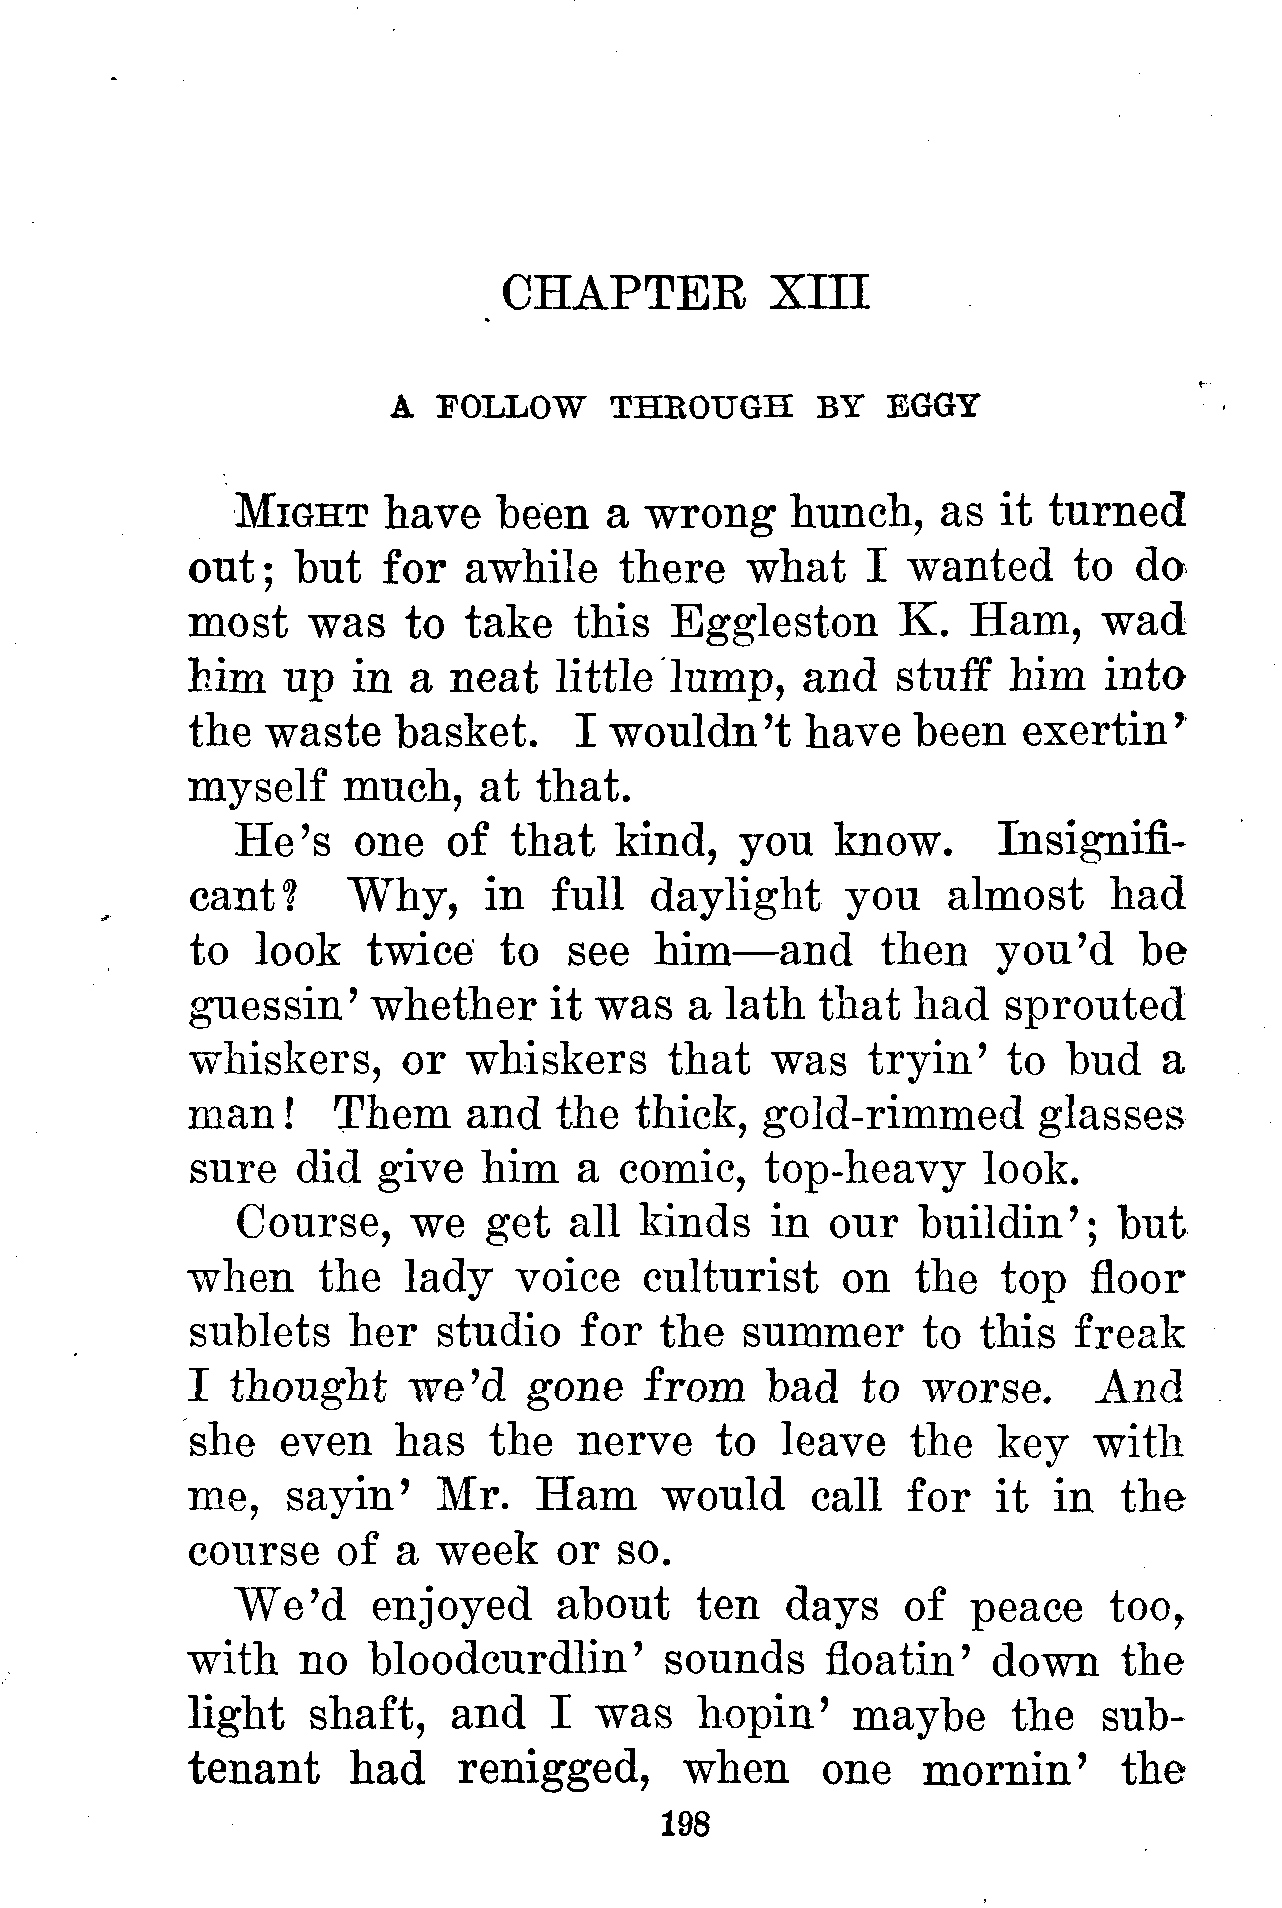 CHAPTER XIII
A FOLLOW THROUGH BY EGGY
MIGHT have been a wrong hunch, as it turned
out; but for awhile there what I wanted to do
most was to take this Eggleston K. Ham, wad
him up in a neat little lump, and stuff him into
the waste basket. I wouldn't have been exertin'
myself much, at that.
He's one of that kind, you know. Insignifi-
cant? Why, in full daylight you almost had
to look twice to see him—and then you'd be
guessin' whether it was a lath that had sprouted
whiskers, or whiskers that was tryin' to bud a
man! Them and the thick, gold-rimmed glasses
sure did give him a comic, top-heavy look.
Course, we get all kinds in our buildin'; but
when the lady voice culturist on the top floor
sublets her studio for the summer to this freak
I thought we'd gone from bad to worse. And
she even has the nerve to leave the key with
me, sayin' Mr. Ham would call for it in the
course of a week or so.
We'd enjoyed about ten days of peace too,
with no bloodcurdlin' sounds floatin' down the
light shaft, and I was hopin' maybe the sub-
tenant had renigged, when one mornin' the
198